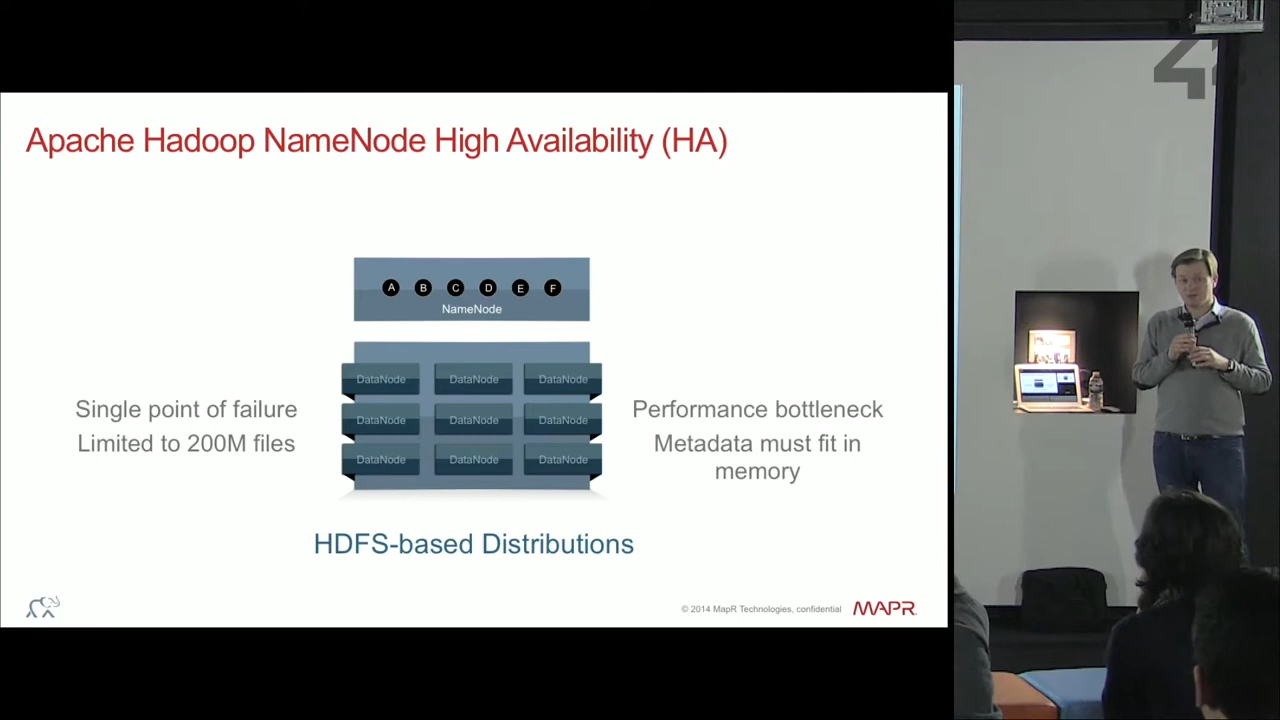 Apache Hadoop NameNode High Availability (HA)
A B C D E F
NameNode
DataNode DataNode DataNode
DataNode DataNode DataNode
DataNode DataNode DataNode
Single point of failure
Limited to 200M files
Performance bottleneck
Metadata must fit in
memory
HDFS-based Distributions
© 2014 MapR Technologies, confidential
MAPR
42